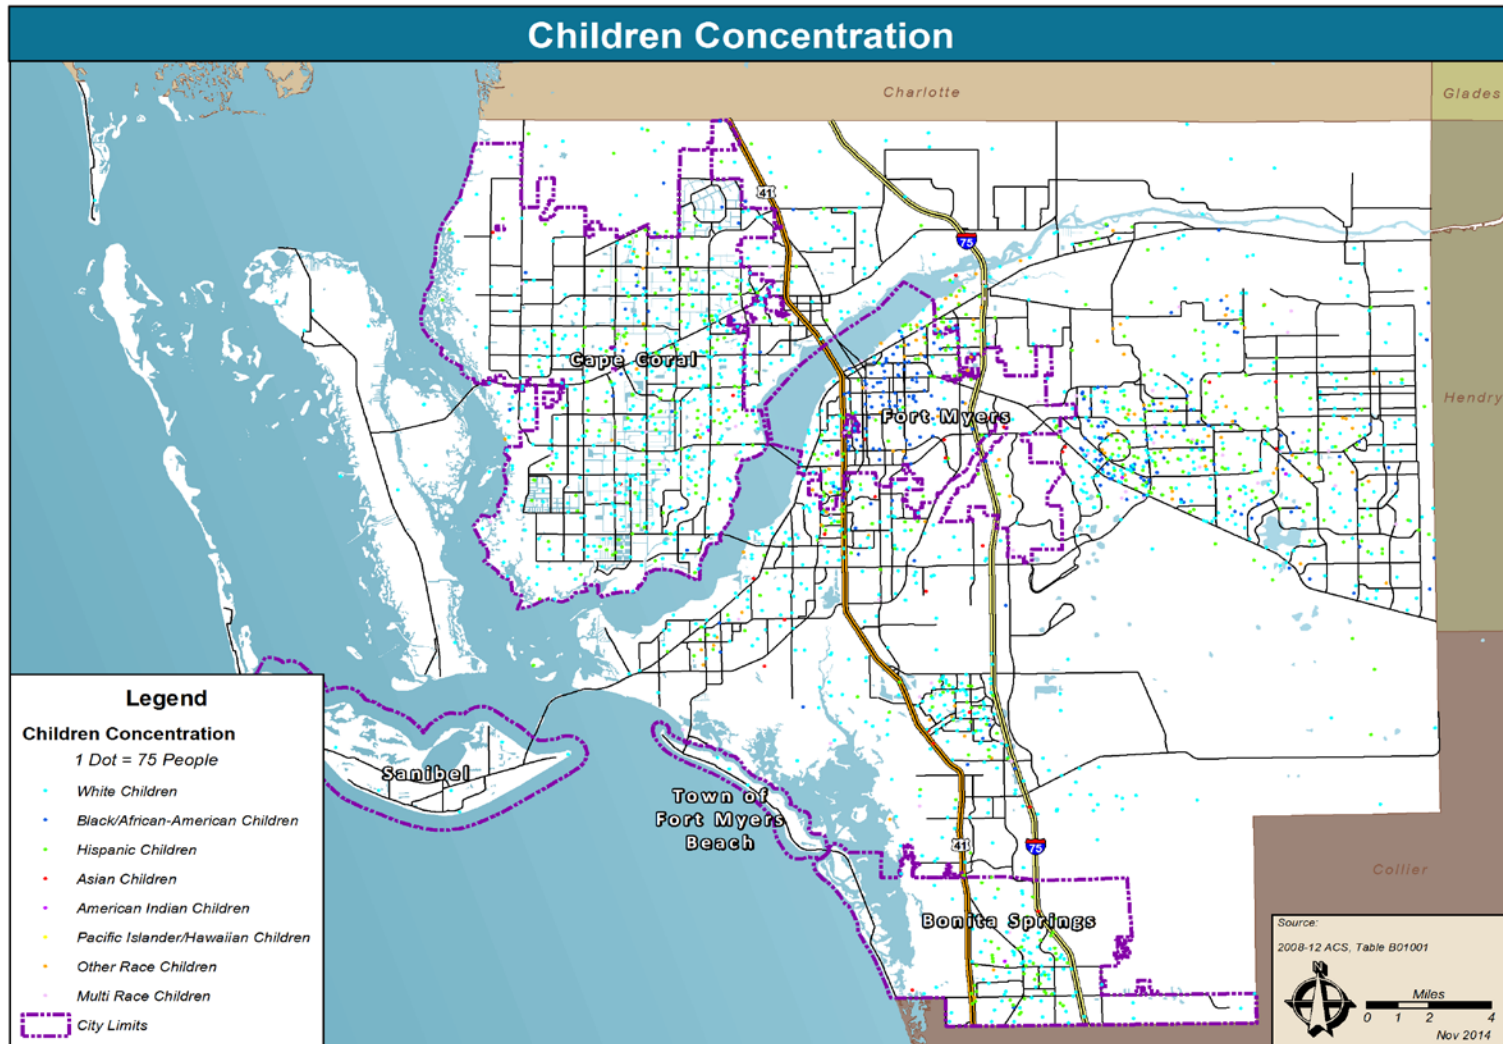 Children Concentration
Charlotte
Glades
41
75
Cape Coral
Fort Myers
Hendry
Legend
Children Concentration
1 Dot = 75 People
White Children
Black/African-American Children
Hispanic Children
Asian Children
American Indian Children
Pacific Islander/Hawaiian Children
Other Race Children
Multi Race Children
City Limits
Sanibel
Town of
Fort Myers
Beach
41
75
Collier
Bonita Springs
Source:
2008-12 ACS, Table B01001
N
Miles
0 1 2 4
Nov 2014